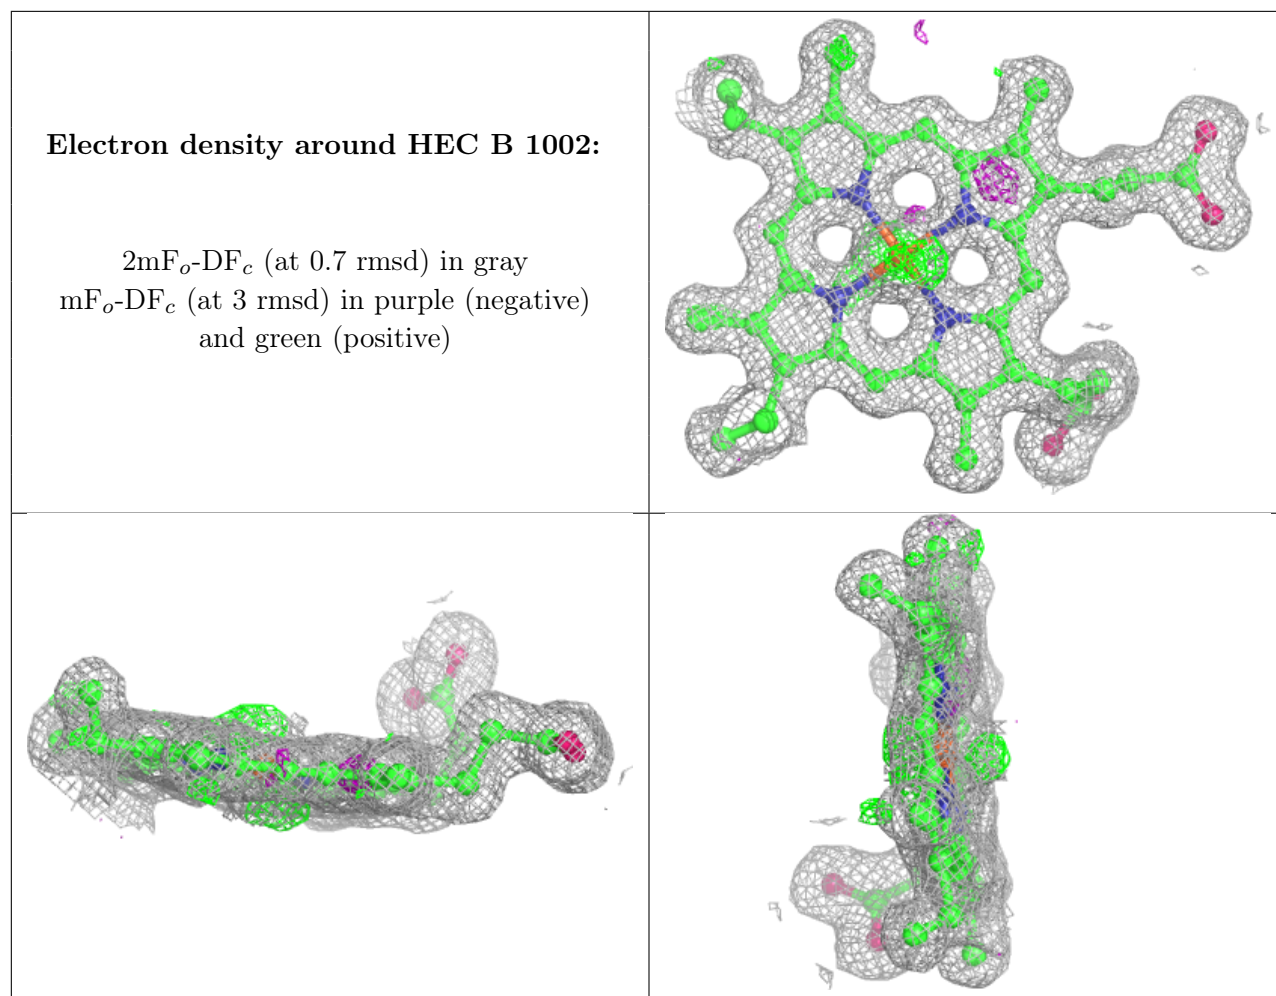 Electron density around HEC B 1002:
2mFo-DFc (at 0.7 rmsd) in gray
mFo-DFc (at 3 rmsd) in purple (negative)
and green (positive)